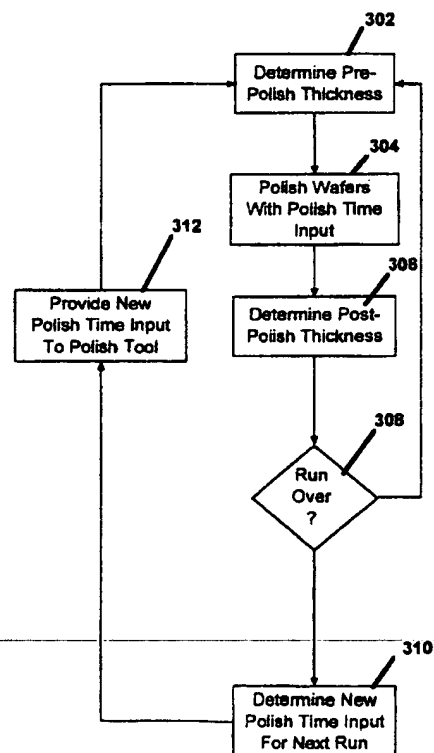 302
Determine Pre-
Polish Thickness
304
Polish Wafers
With Polish Time
Input
312
Provide New
Polish Time Input
To Polish Tool
306
Determine Post-
Polish Thickness
308
Run
Over
?
310
Determine New
Polish Time Input
For Next Run